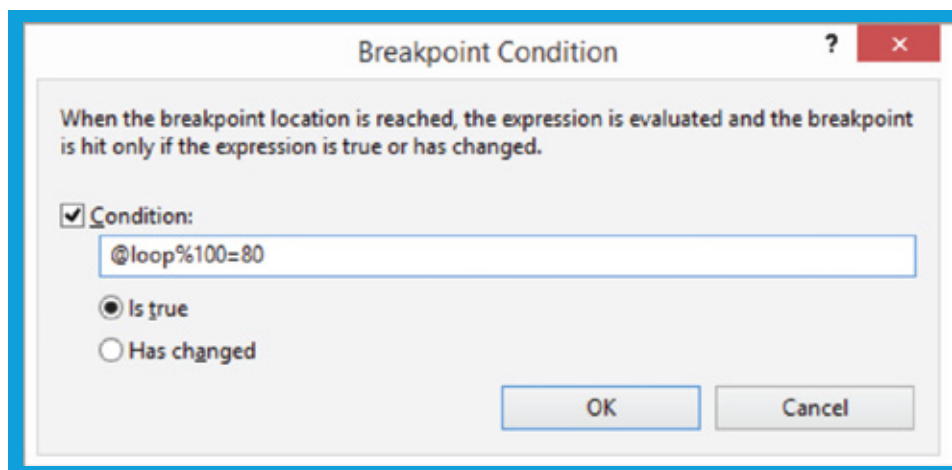 Breakpoint Condition
? ×
When the breakpoint location is reached, the expression is evaluated and the breakpoint
is hit only if the expression is true or has changed.
Condition:
@loop%100=80
Is true
Has changed
OK Cancel